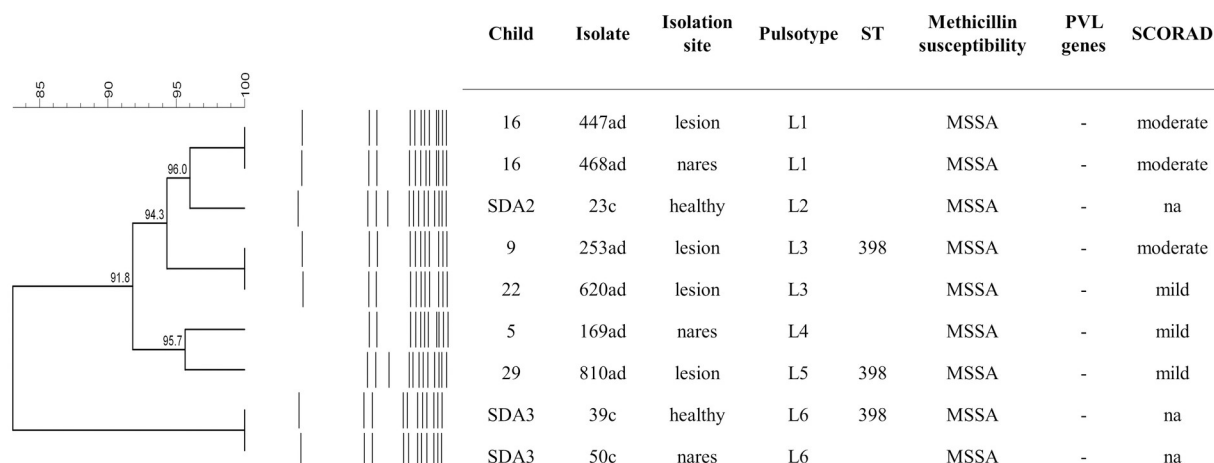 Child Isolate Isolation site Pulsotype ST Methicillin susceptibility PVL genes SCORAD
85 90 95 100
16 447ad lesion L1 MSSA - moderate
96.0
16 468ad nares L1 MSSA - moderate
94.3
SDA2 23c healthy L2 MSSA - na
9 253ad lesion L3 398 MSSA - moderate
91.8
22 620ad lesion L3 MSSA - mild
95.7
5 169ad nares L4 MSSA - mild
29 810ad lesion L5 398 MSSA - mild
SDA3 39c healthy L6 398 MSSA - na
SDA3 50c nares L6 MSSA - na